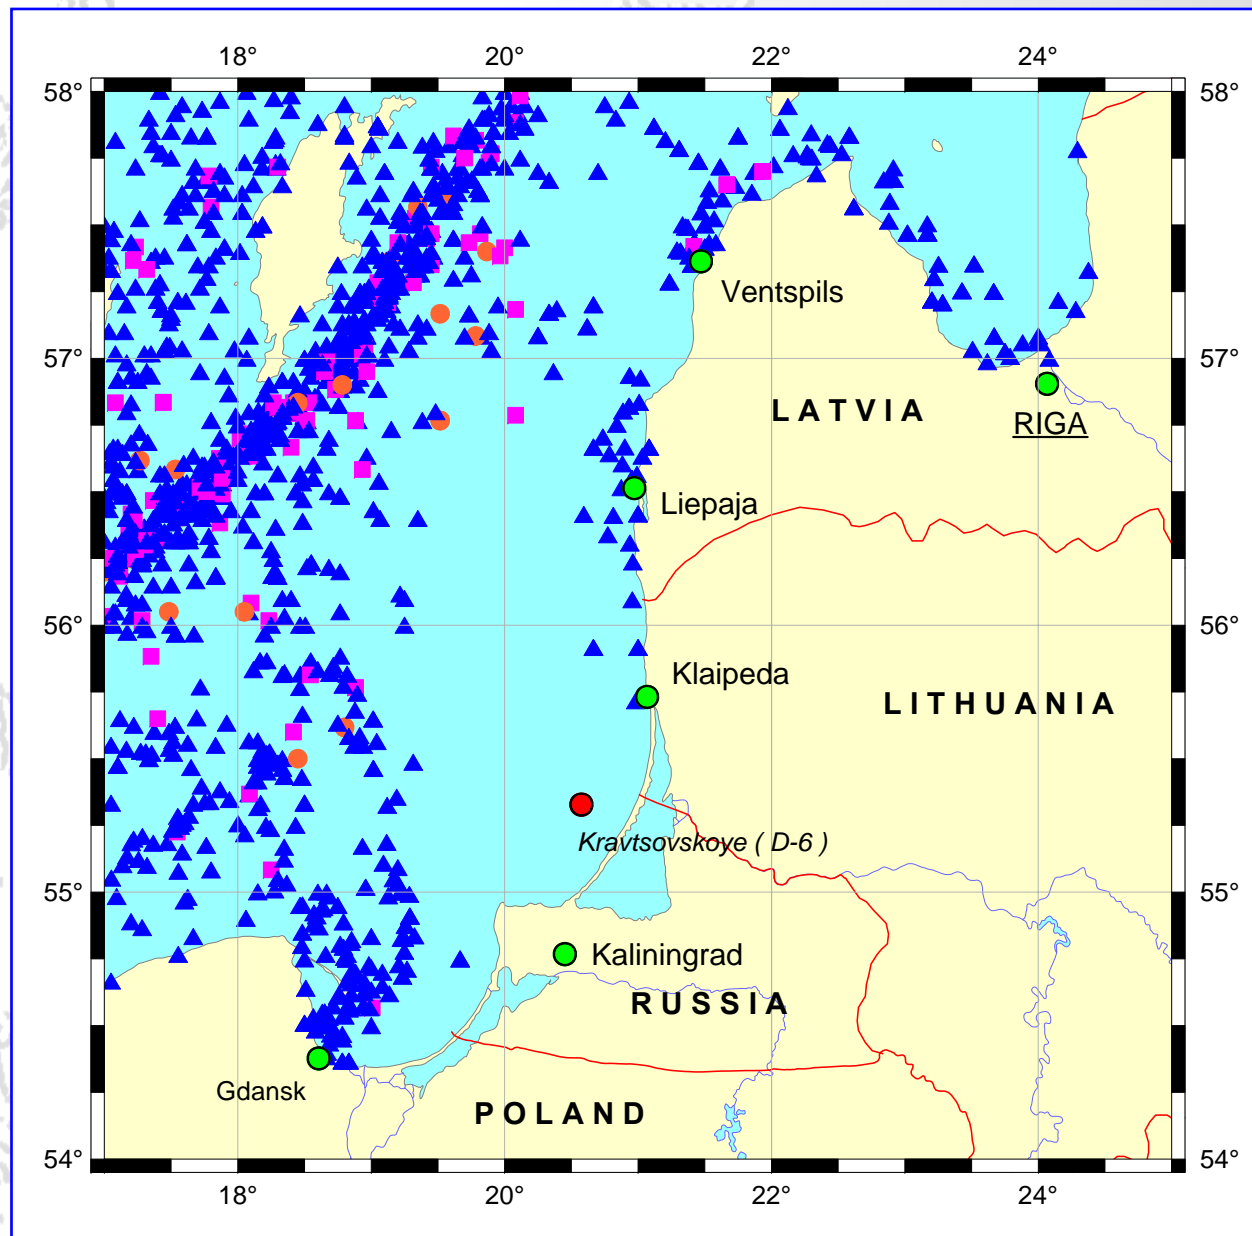 18° 20° 22° 24°
58° 58°
Ventspils
57° 57°
LATVIA
RIGA
Liepaja
56° 56°
Klaipeda
LITHUANIA
Kravtsovskoye ( D-6 )
55° 55°
Kaliningrad
RUSSIA
Gdansk
POLAND
54° 54°
18° 20° 22° 24°